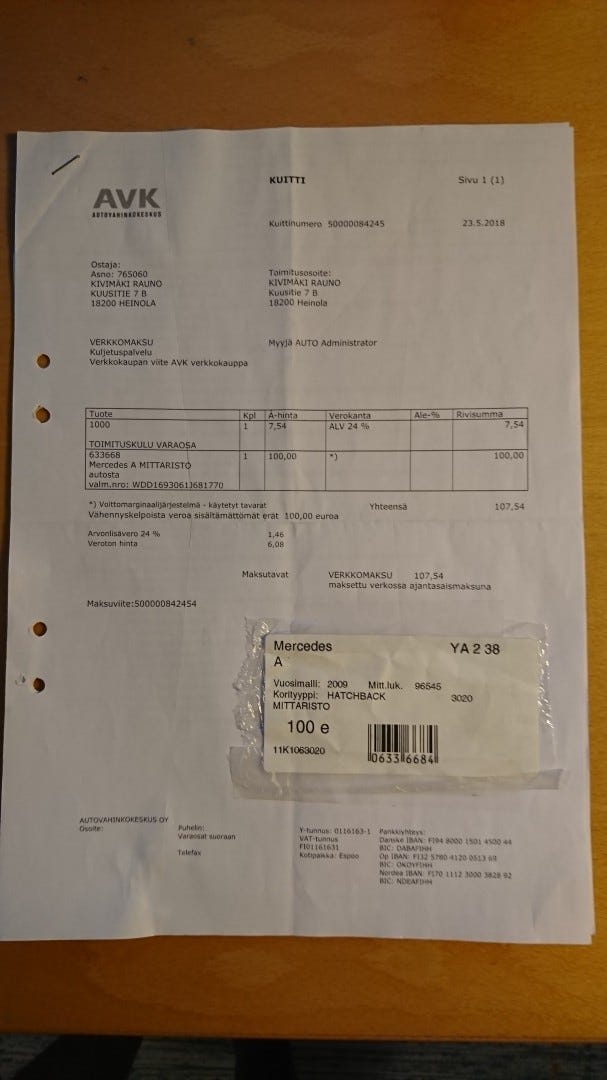 KUITTI
Sivu 1 (1)
AVK
AUTOVAHINKOKESKUS
Kuittinumero 50000084245
23.5.2018
Ostaja:
Asno: 765060
KIVIMÄKI RAUNO
KUUSITIE 7 B
18200 HEINOLA
Toimitusosoite:
KIVIMÄKI RAUNO
Kuusitie 7 B
18200 Heinola
VERKKOMAKSU
Kuljetuspalvelu
Verkkokaupan viite AVK verkkokauppa
Myyjä AUTO Administrator
Tuote Kpl Á-hinta Verokanta Ale-% Rivisumma
1000 1 7,54 ALV 24 % 7,54
TOIMITUSKULU VARAOSA
633668 1 100,00 *) 100,00
Mercedes A MITTARISTO
autosta
valm.nro: WDD1693061J681770
*) Voittomarginaalijärjestelmä - käytetyt tavarat
Vähennyskelpoista veroa sisältämättömät erät 100,00 euroa
Yhteensä 107,54
Arvonlisävero 24 % 1,46
Veroton hinta 6,08
Maksutavat VERKKOMAKSU 107,54
maksettu verkossa ajantasaismaksuna
Maksuviite:500000842454
Mercedes YA 2 38
A
Vuosimalli: 2009 Mitt.luk. 96545
Korityyppi: HATCHBACK 3020
MITTARISTO
100 e
11K1063020
06336684
AUTOVAHINKOKESKUS OY
Osoite:
Puhelin:
Varaosat suoraan
Telefax
Y-tunnus: 0116163-1
VAT-tunnus
FI01161631
Kotipaikka: Espoo
Pankkiyhteys:
Danske IBAN: FI94 8000 1501 4500 44
BIC: DABAFIHH
Op IBAN: FI32 5780 4120 0513 69
BIC: OKOYFIHH
Nordea IBAN: FI70 1112 3000 3828 92
BIC: NDEAFIHH